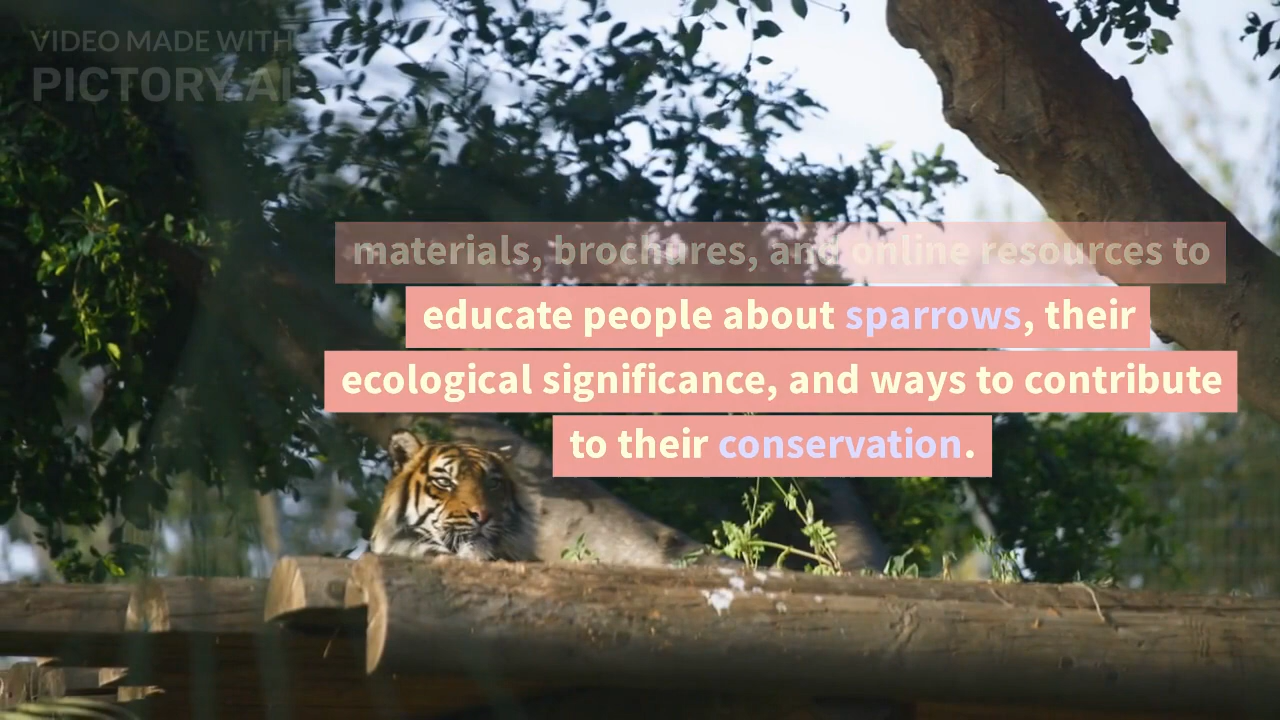 VIDEO MADE WITH
PICTORY.AI
materials, brochures, and online resources to
educate people about sparrows, their
ecological significance, and ways to contribute
to their conservation.